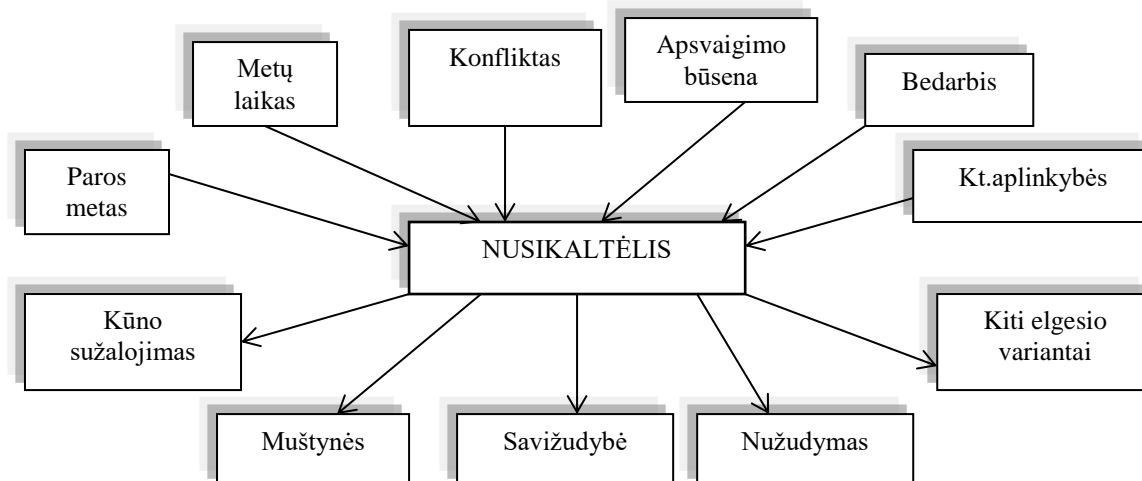 Metų
laikas
Konfliktas
Apsvaigimo
būsena
Bedarbis
Paros
metas
Kt.aplinkybės
NUSIKALTĖLIS
Kūno
sužalojimas
Kiti elgesio
variantai
Muštynės
Savižudybė
Nužudymas